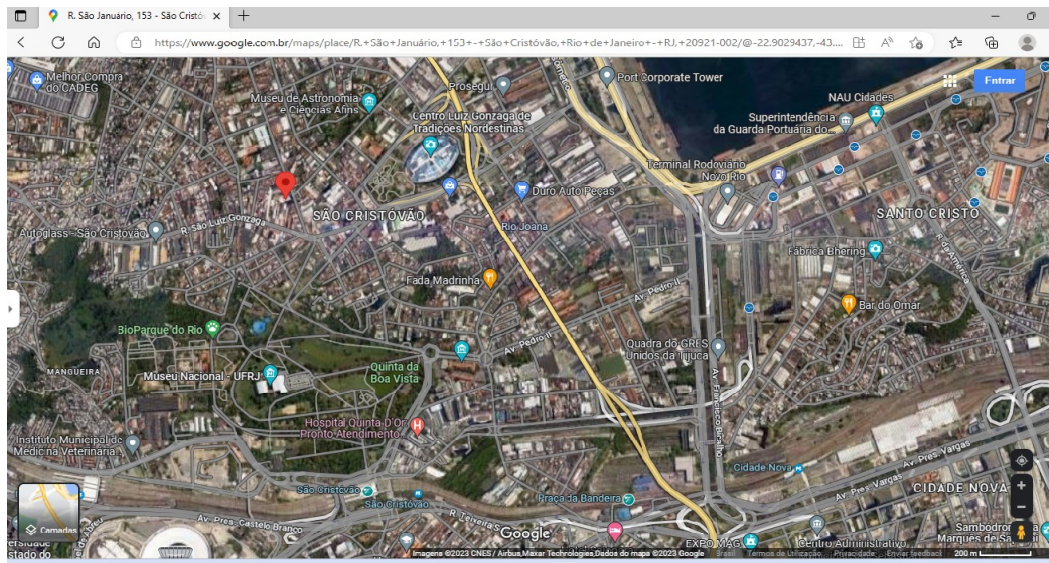 R. São Januário, 153 - São Cristó
https://www.google.com.br/maps/place/R.+São+Januário,+153+-+São+Cristóvão,+Rio+de+Janeiro+-+RJ,+20921-002/@-22.9029437,-43....
Melhor Compra
do CADEG
Museu de Astronomia
e Ciências Afins
Prosegur
Centro Luiz Gonzaga de
Tradições Nordestinas
Port Corporate Tower
Entrar
NAU Cidades
Superintendência
da Guarda Portuária do...
Terminal Rodoviário
Novo Rio
Duro Auto Peças
SÃO CRISTÓVÃO
R. São Luiz Gonzaga
Autoglass - São Cristóvão
Rio Joana
SANTO CRISTO
R. da América
Fábrica Bhering
Fada Madrinha
Av. Pedro II
Bar do Omar
BioParque do Rio
Av. Pedro II
Quadra do GRES
Unidos da Tijuca
MANGUEIRA
Museu Nacional - UFRJ
Quinta da
Boa Vista
Av. Francisco Bicalho
Hospital Quinta D'Or
Pronto Atendimento...
Instituto Municipal de
Medicina Veterinária...
Cidade Nova
Av. Pres. Vargas
Av. Pres. Vargas
CIDADE NOVA
São Cristóvão
São Cristóvão
Praça da Bandeira
Camadas
Av. Pres. Castelo Branco
R. Teixeira S
Google
EXPO MAG
Centro Administrativo
Sambódromo
Marquês de Sa
stado do
Imagens ©2023 CNES / Airbus,Maxar Technologies,Dados do mapa ©2023 Google
Brasil
Termos de Utilização
Privacidade
Enviar feedback
200 m